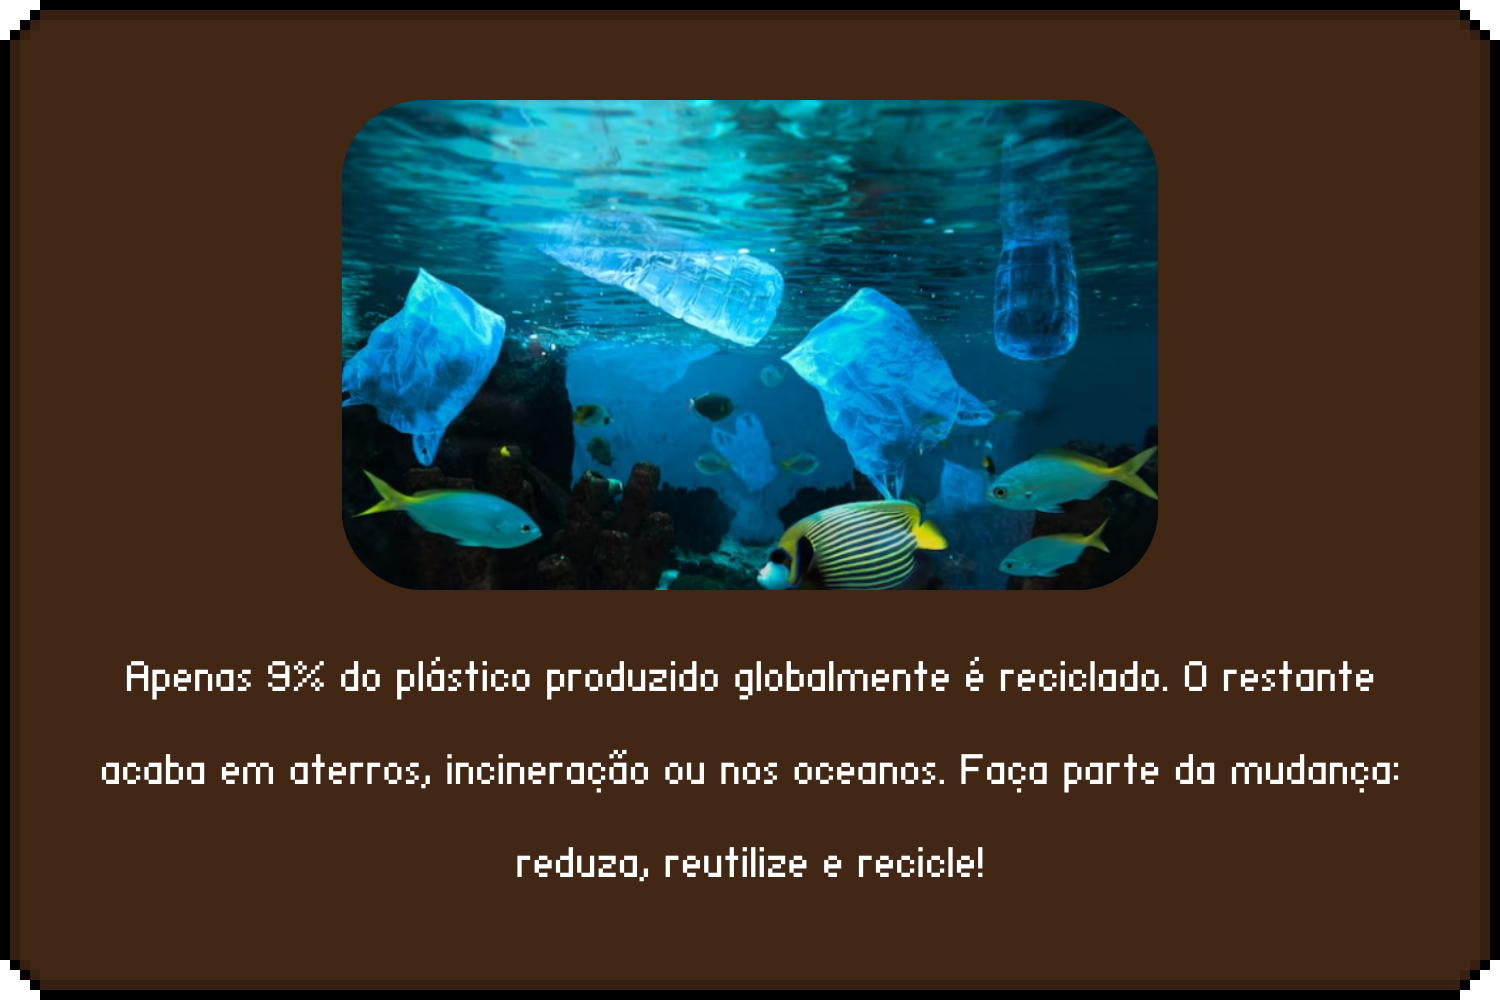 Apenas 9% do plástico produzido globalmente é reciclado. O restante
acaba em aterros, incineração ou nos oceanos. Faça parte da mudança:
reduza, reutilize e recicle!